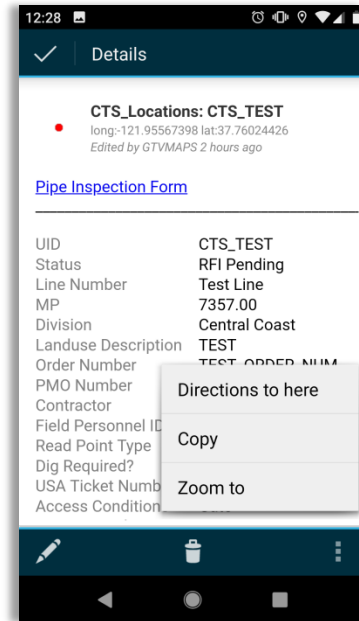 12:28
Details
CTS_Locations: CTS_TEST
long:-121.95567398 lat:37.76024426
Edited by GTVMAPS 2 hours ago
Pipe Inspection Form
UID CTS_TEST
Status RFI Pending
Line Number Test Line
MP 7357.00
Division Central Coast
Landuse Description TEST
Order Number TEST_ORDER_NUM
PMO Number
Contractor
Field Personnel ID
Read Point Type
Dig Required?
USA Ticket Numb
Access Condition
Directions to here
Copy
Zoom to